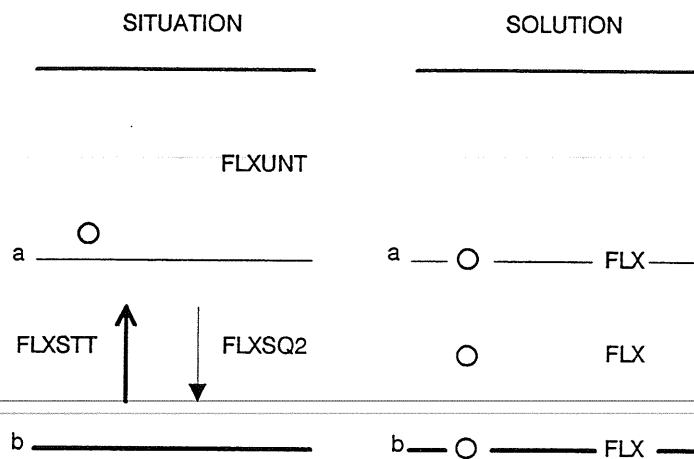 SITUATION SOLUTION
FLXUNT
a a FLX
FLXSTT FLXSQ2 FLX
b b FLX